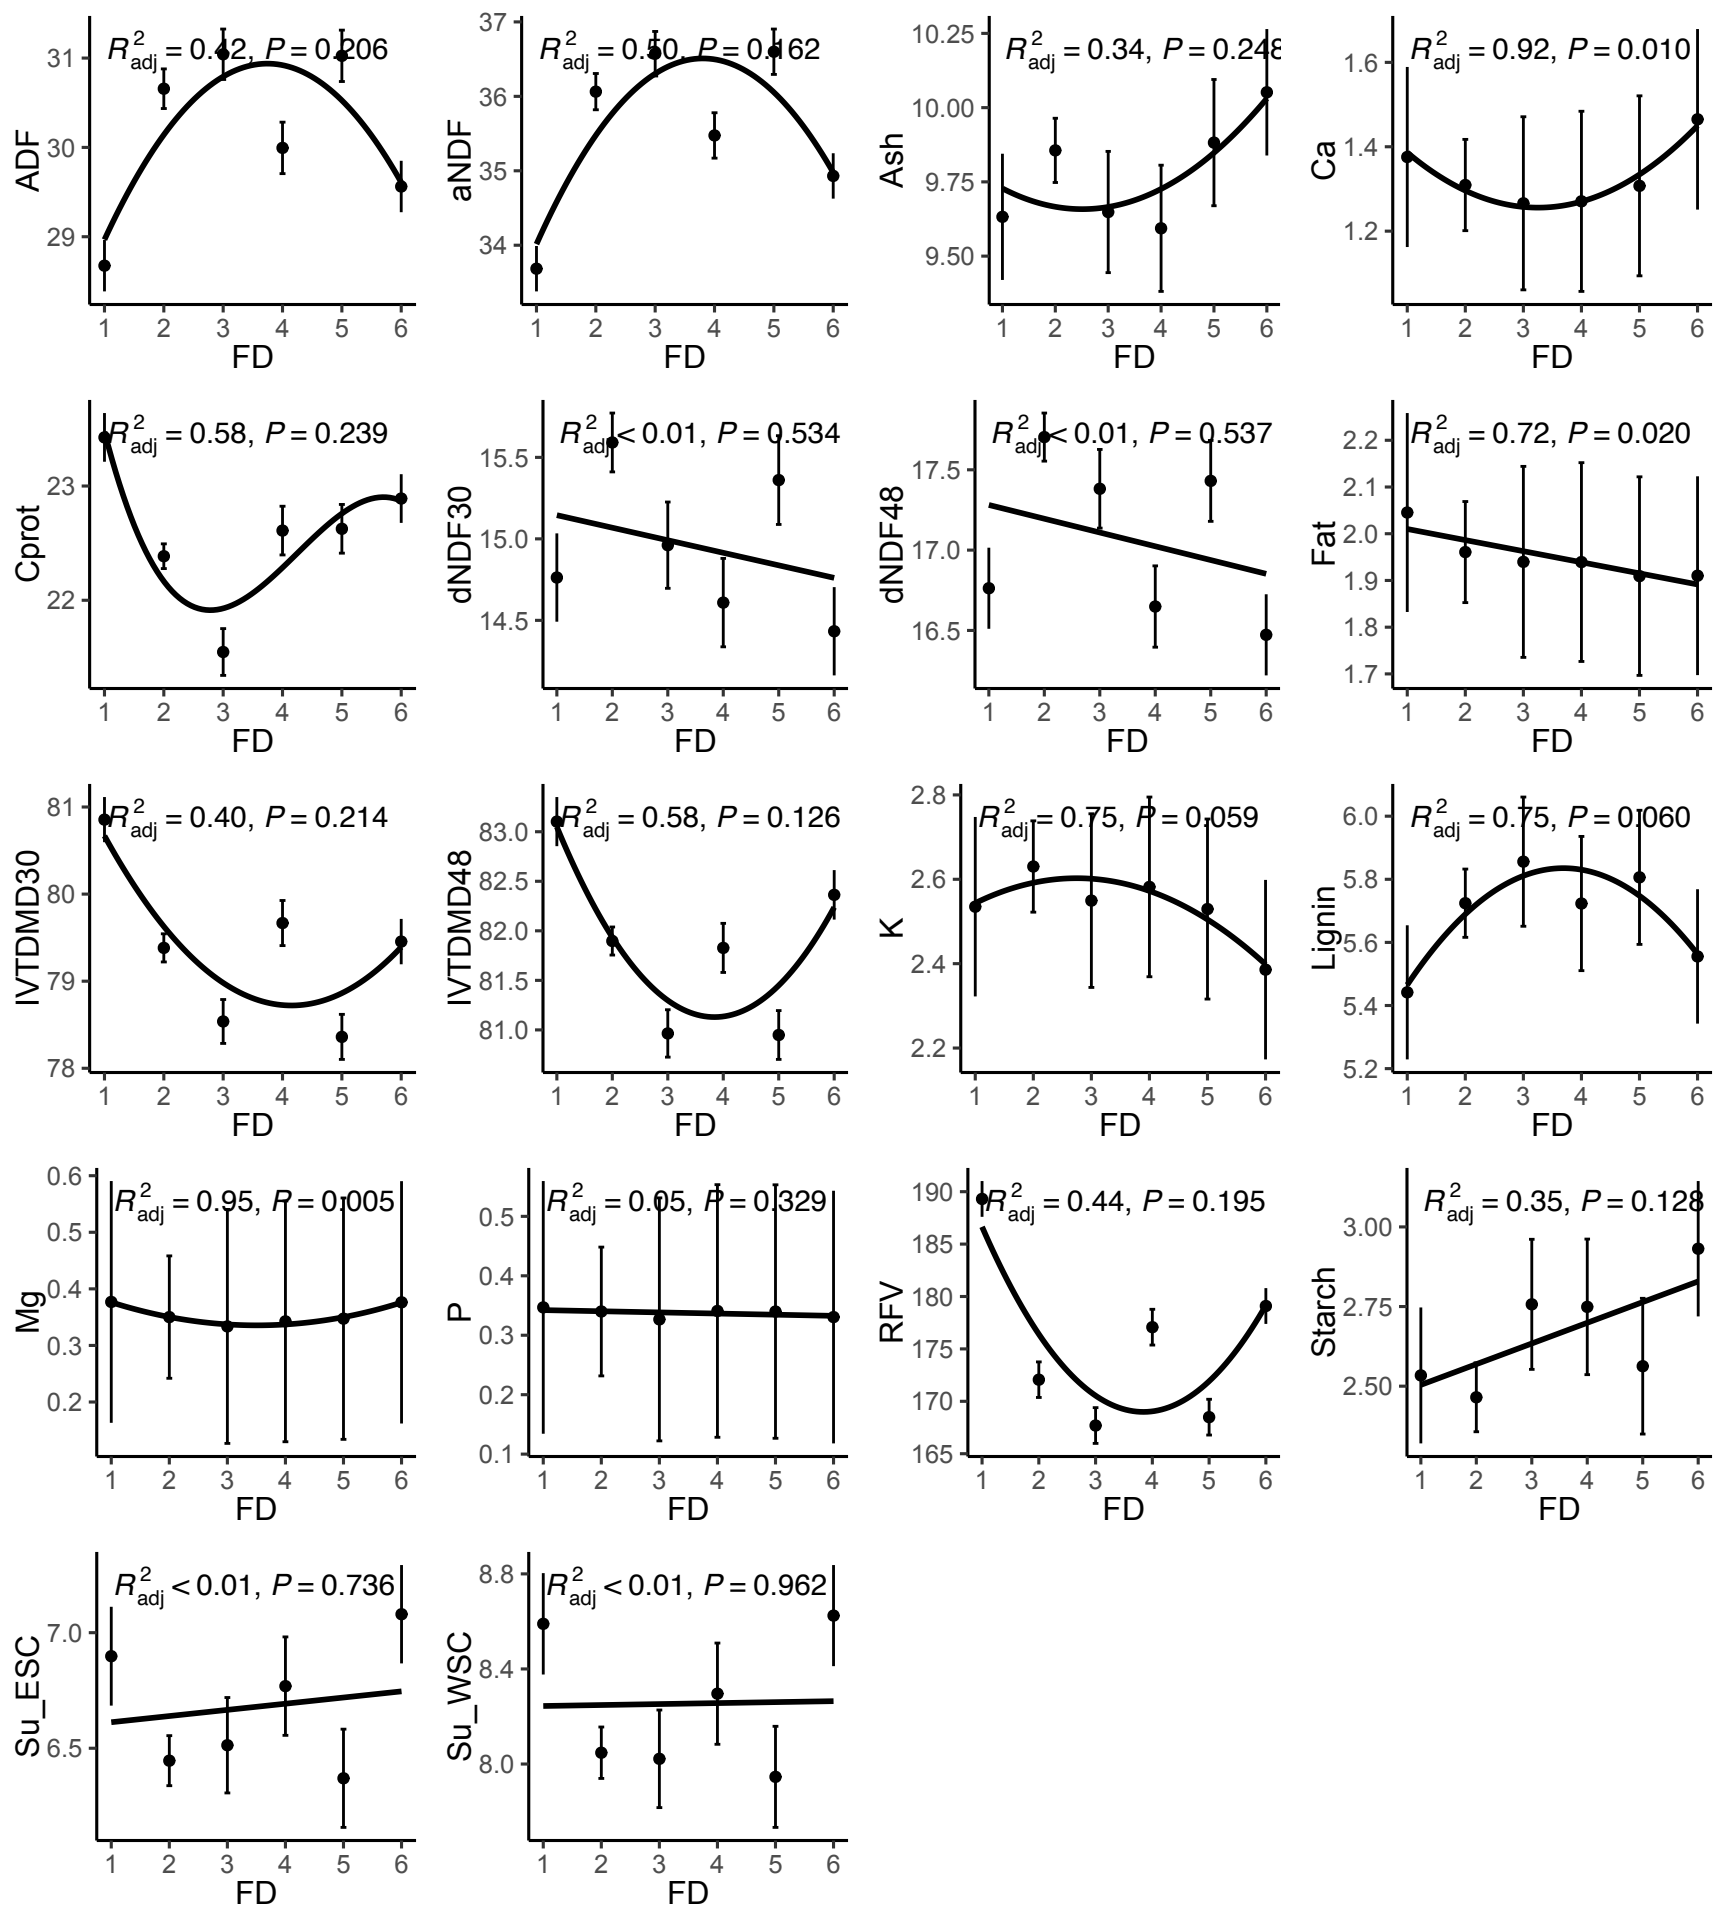 ADF
R²adj = 0.42, P = 0.206
31
30
29
1 2 3 4 5 6
FD
aNDF
R²adj = 0.50, P = 0.162
37
36
35
34
1 2 3 4 5 6
FD
Ash
R²adj = 0.34, P = 0.248
10.25
10.00
9.75
9.50
1 2 3 4 5 6
FD
Ca
R²adj = 0.92, P = 0.010
1.6
1.4
1.2
1 2 3 4 5 6
FD
Cprot
R²adj = 0.58, P = 0.239
23
22
1 2 3 4 5 6
FD
dNDF30
R²adj < 0.01, P = 0.534
15.5
15.0
14.5
1 2 3 4 5 6
FD
dNDF48
R²adj < 0.01, P = 0.537
17.5
17.0
16.5
1 2 3 4 5 6
FD
Fat
R²adj = 0.72, P = 0.020
2.2
2.1
2.0
1.9
1.8
1.7
1 2 3 4 5 6
FD
IVTDMD30
R²adj = 0.40, P = 0.214
81
80
79
78
1 2 3 4 5 6
FD
IVTDMD48
R²adj = 0.58, P = 0.126
83.0
82.5
82.0
81.5
81.0
1 2 3 4 5 6
FD
K
R²adj = 0.75, P = 0.059
2.8
2.6
2.4
2.2
1 2 3 4 5 6
FD
Lignin
R²adj = 0.75, P = 0.060
6.0
5.8
5.6
5.4
5.2
1 2 3 4 5 6
FD
Mg
R²adj = 0.95, P = 0.005
0.6
0.5
0.4
0.3
0.2
1 2 3 4 5 6
FD
P
R²adj = 0.05, P = 0.329
0.5
0.4
0.3
0.2
0.1
1 2 3 4 5 6
FD
RFV
R²adj = 0.44, P = 0.195
190
185
180
175
170
165
1 2 3 4 5 6
FD
Starch
R²adj = 0.35, P = 0.128
3.00
2.75
2.50
1 2 3 4 5 6
FD
Su_ESC
R²adj < 0.01, P = 0.736
7.0
6.5
1 2 3 4 5 6
FD
Su_WSC
R²adj < 0.01, P = 0.962
8.8
8.4
8.0
1 2 3 4 5 6
FD